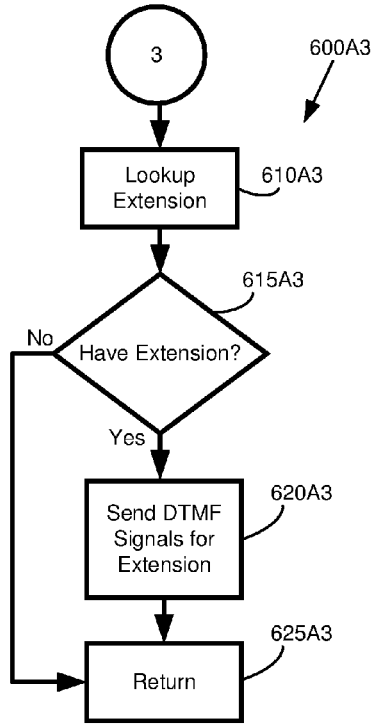 3
600A3
Lookup
Extension
610A3
615A3
No
Have Extension?
Yes
Send DTMF
Signals for
Extension
620A3
625A3
Return